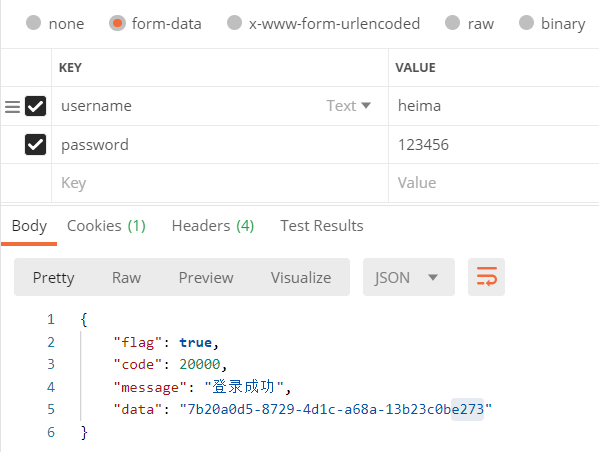 none form-data x-www-form-urlencoded raw binary
KEY VALUE
username Text heima
password 123456
Key Value
Body Cookies (1) Headers (4) Test Results
Pretty Raw Preview Visualize JSON
1 {
2 "flag": true,
3 "code": 20000,
4 "message": "登录成功",
5 "data": "7b20a0d5-8729-4d1c-a68a-13b23c0be273"
6 }